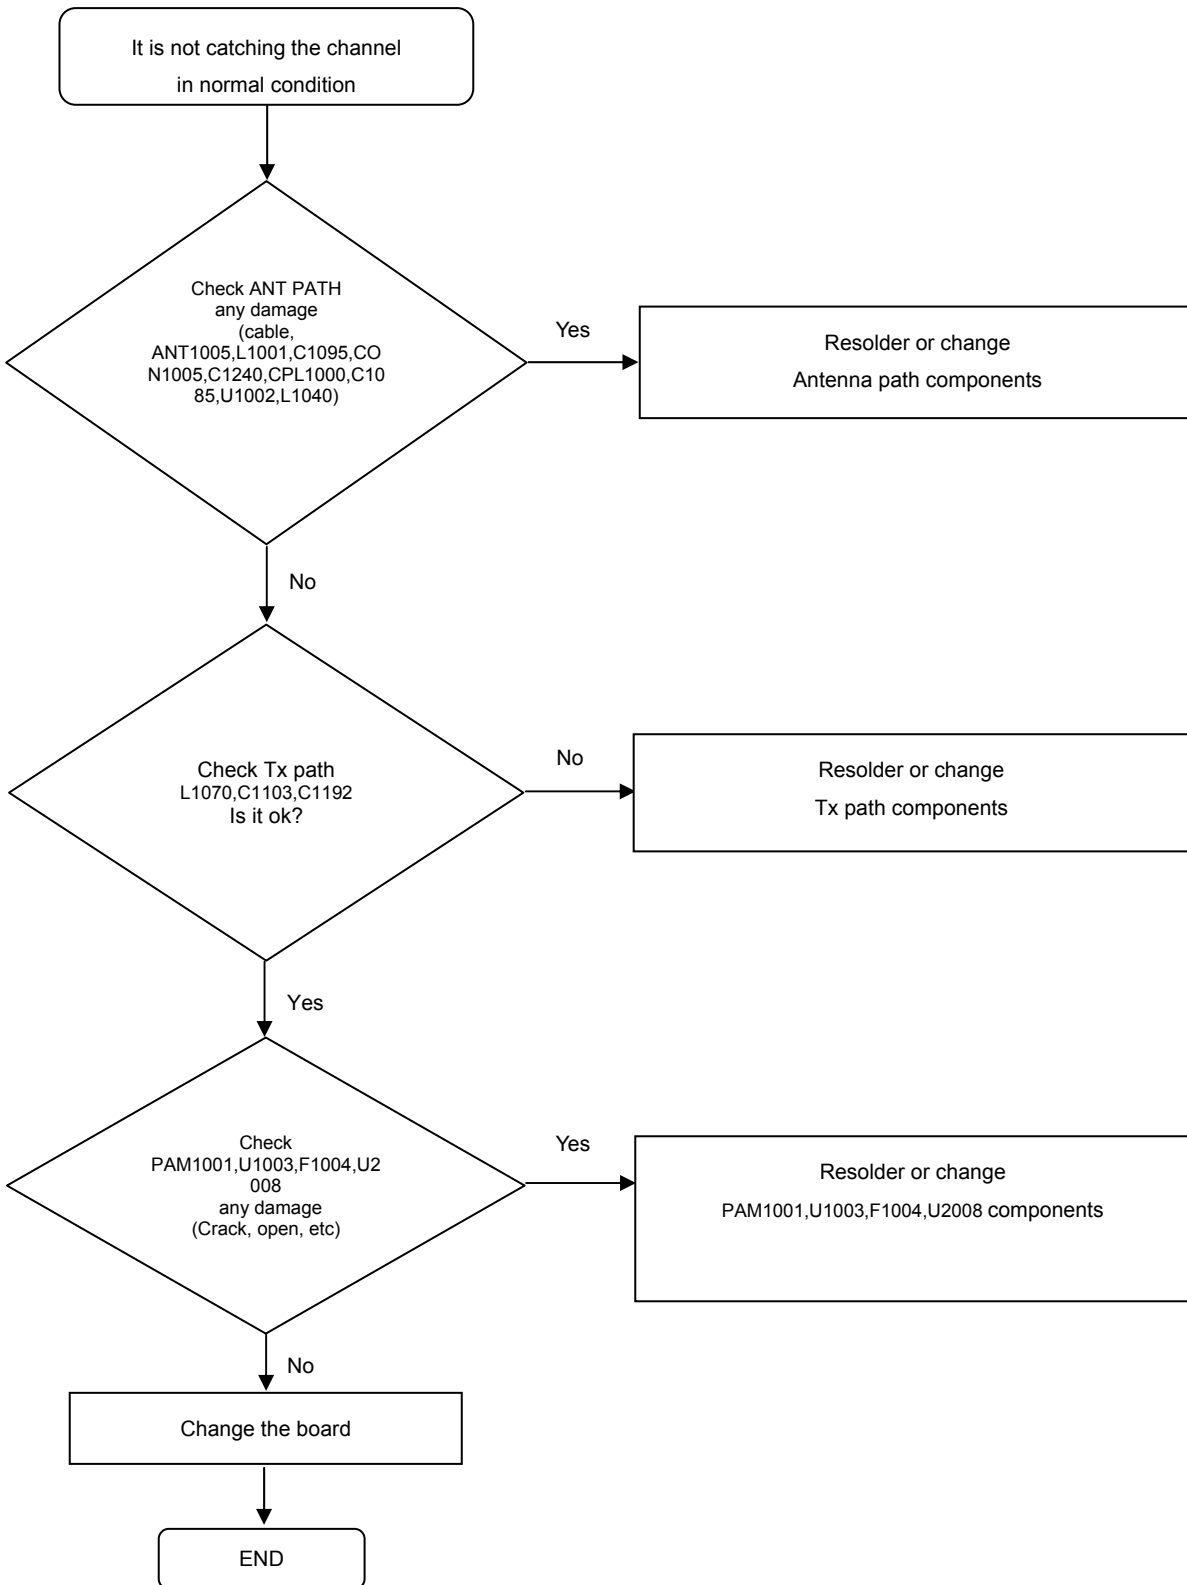 It is not catching the channel
in normal condition
Check ANT PATH
any damage
(cable,
ANT1005,L1001,C1095,CO
N1005,C1240,CPL1000,C10
85,U1002,L1040)
Yes
Resolder or change
Antenna path components
No
Check Tx path
L1070,C1103,C1192
Is it ok?
No
Resolder or change
Tx path components
Yes
Check
PAM1001,U1003,F1004,U2
008
any damage
(Crack, open, etc)
Yes
Resolder or change
PAM1001,U1003,F1004,U2008 components
No
Change the board
END